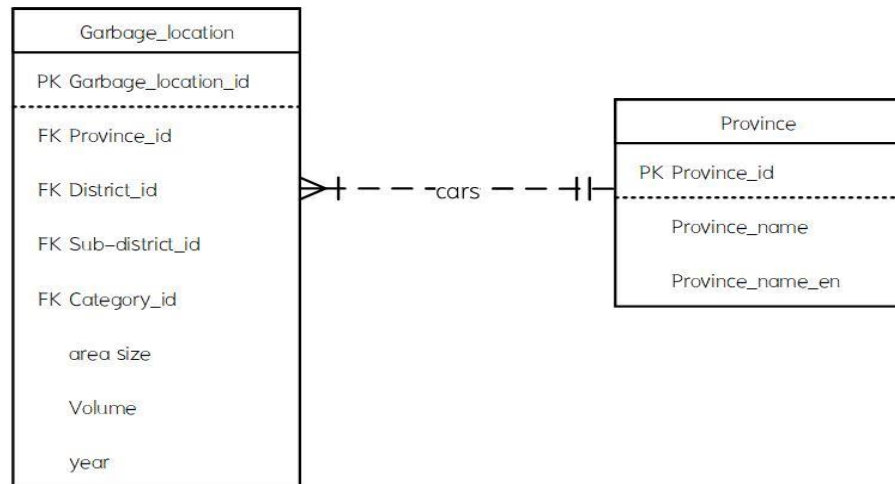 Garbage_location
PK Garbage_location_id
FK Province_id
FK District_id
FK Sub-district_id
FK Category_id
area size
Volume
year
cars
Province
PK Province_id
Province_name
Province_name_en